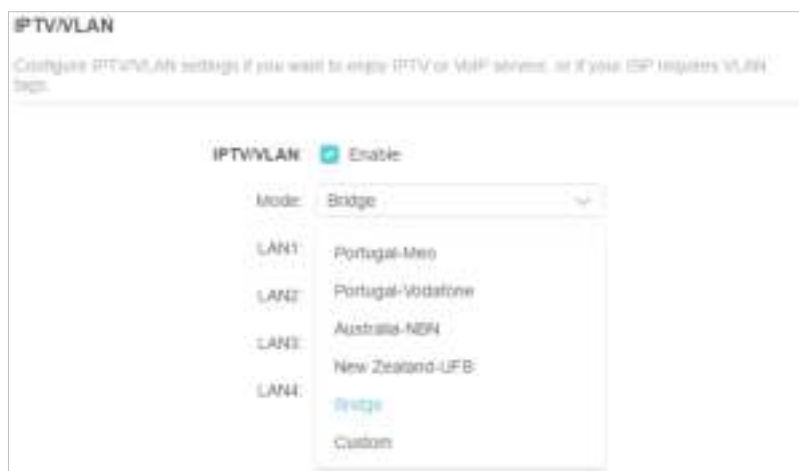 IPTV/VLAN
Configure IPTV/VLAN settings if you want to enjoy IPTV or VoIP service, or if your ISP requires VLAN
tags.
IPTV/VLAN: Enable
Mode: Bridge
LAN1:
Portugal-Meo
Portugal-Vodafone
LAN2:
Australia-NBN
LAN3:
New Zealand-UFB
LAN4:
Bridge
Custom